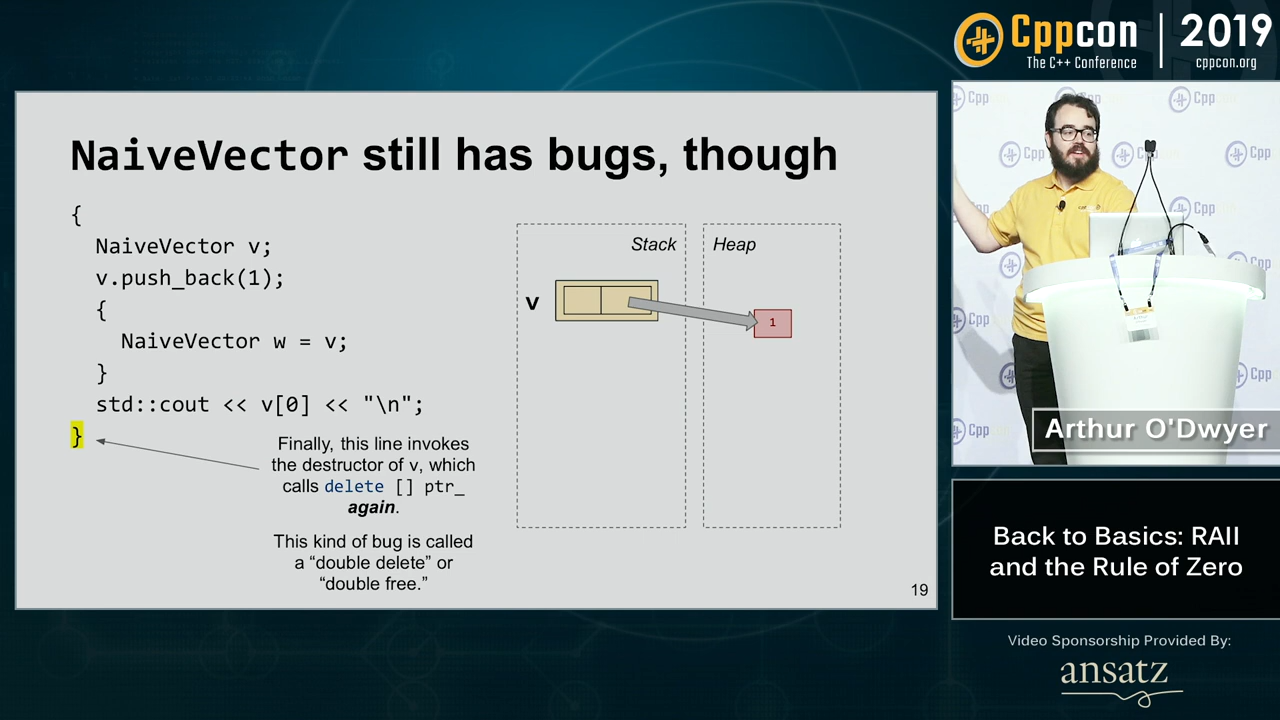 Cppcon
The C++ Conference
2019
cppcon.org
NaiveVector still has bugs, though
{
NaiveVector v;
v.push_back(1);
{
NaiveVector w = v;
}
std::cout << v[0] << "\n";
}
Finally, this line invokes
the destructor of v, which
calls delete [] ptr_
again.
This kind of bug is called
a “double delete” or
“double free.”
Stack
Heap
v
1
19
Arthur O'Dwyer
Back to Basics: RAII
and the Rule of Zero
Video Sponsorship Provided By:
ansatz